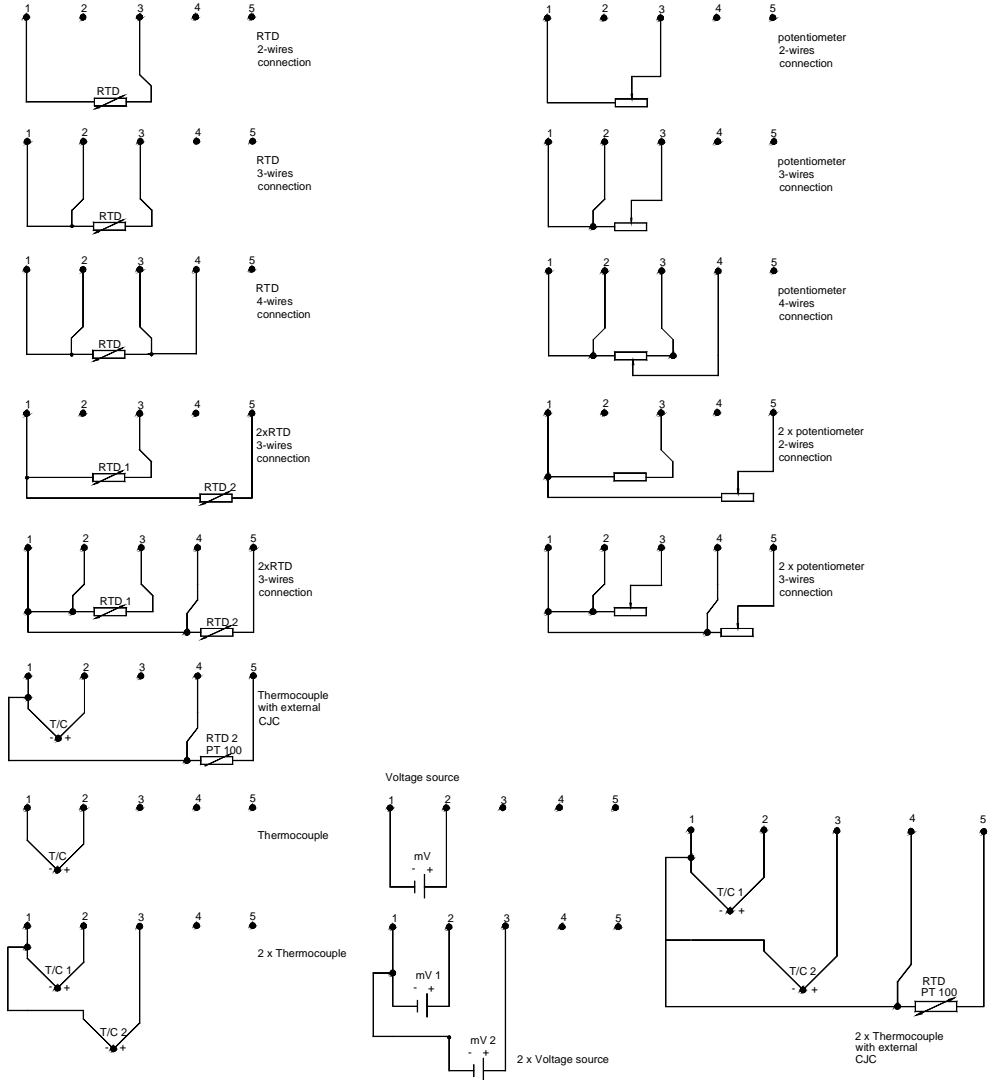 1 2 3 4 5
RTD
2-wires
connection
RTD
1 2 3 4 5
potentiometer
2-wires
connection
1 2 3 4 5
RTD
3-wires
connection
RTD
1 2 3 4 5
potentiometer
3-wires
connection
1 2 3 4 5
RTD
4-wires
connection
RTD
1 2 3 4 5
potentiometer
4-wires
connection
1 2 3 4 5
2xRTD
3-wires
connection
RTD 1
RTD 2
1 2 3 4 5
2 x potentiometer
2-wires
connection
1 2 3 4 5
2xRTD
3-wires
connection
RTD 1
RTD 2
1 2 3 4 5
2 x potentiometer
3-wires
connection
1 2 3 4 5
Thermocouple
with external
CJC
T/C
- +
RTD 2
PT 100
1 2 3 4 5
Thermocouple
T/C
- +
Voltage source
1 2 3 4 5
mV
- +
1 2 3 4 5
2 x Thermocouple
T/C 1
- +
T/C 2
- +
1 2 3 4 5
mV 1
- +
mV 2
- +
2 x Voltage source
1 2 3 4 5
T/C 1
- +
T/C 2
- +
RTD
PT 100
2 x Thermocouple
with external
CJC